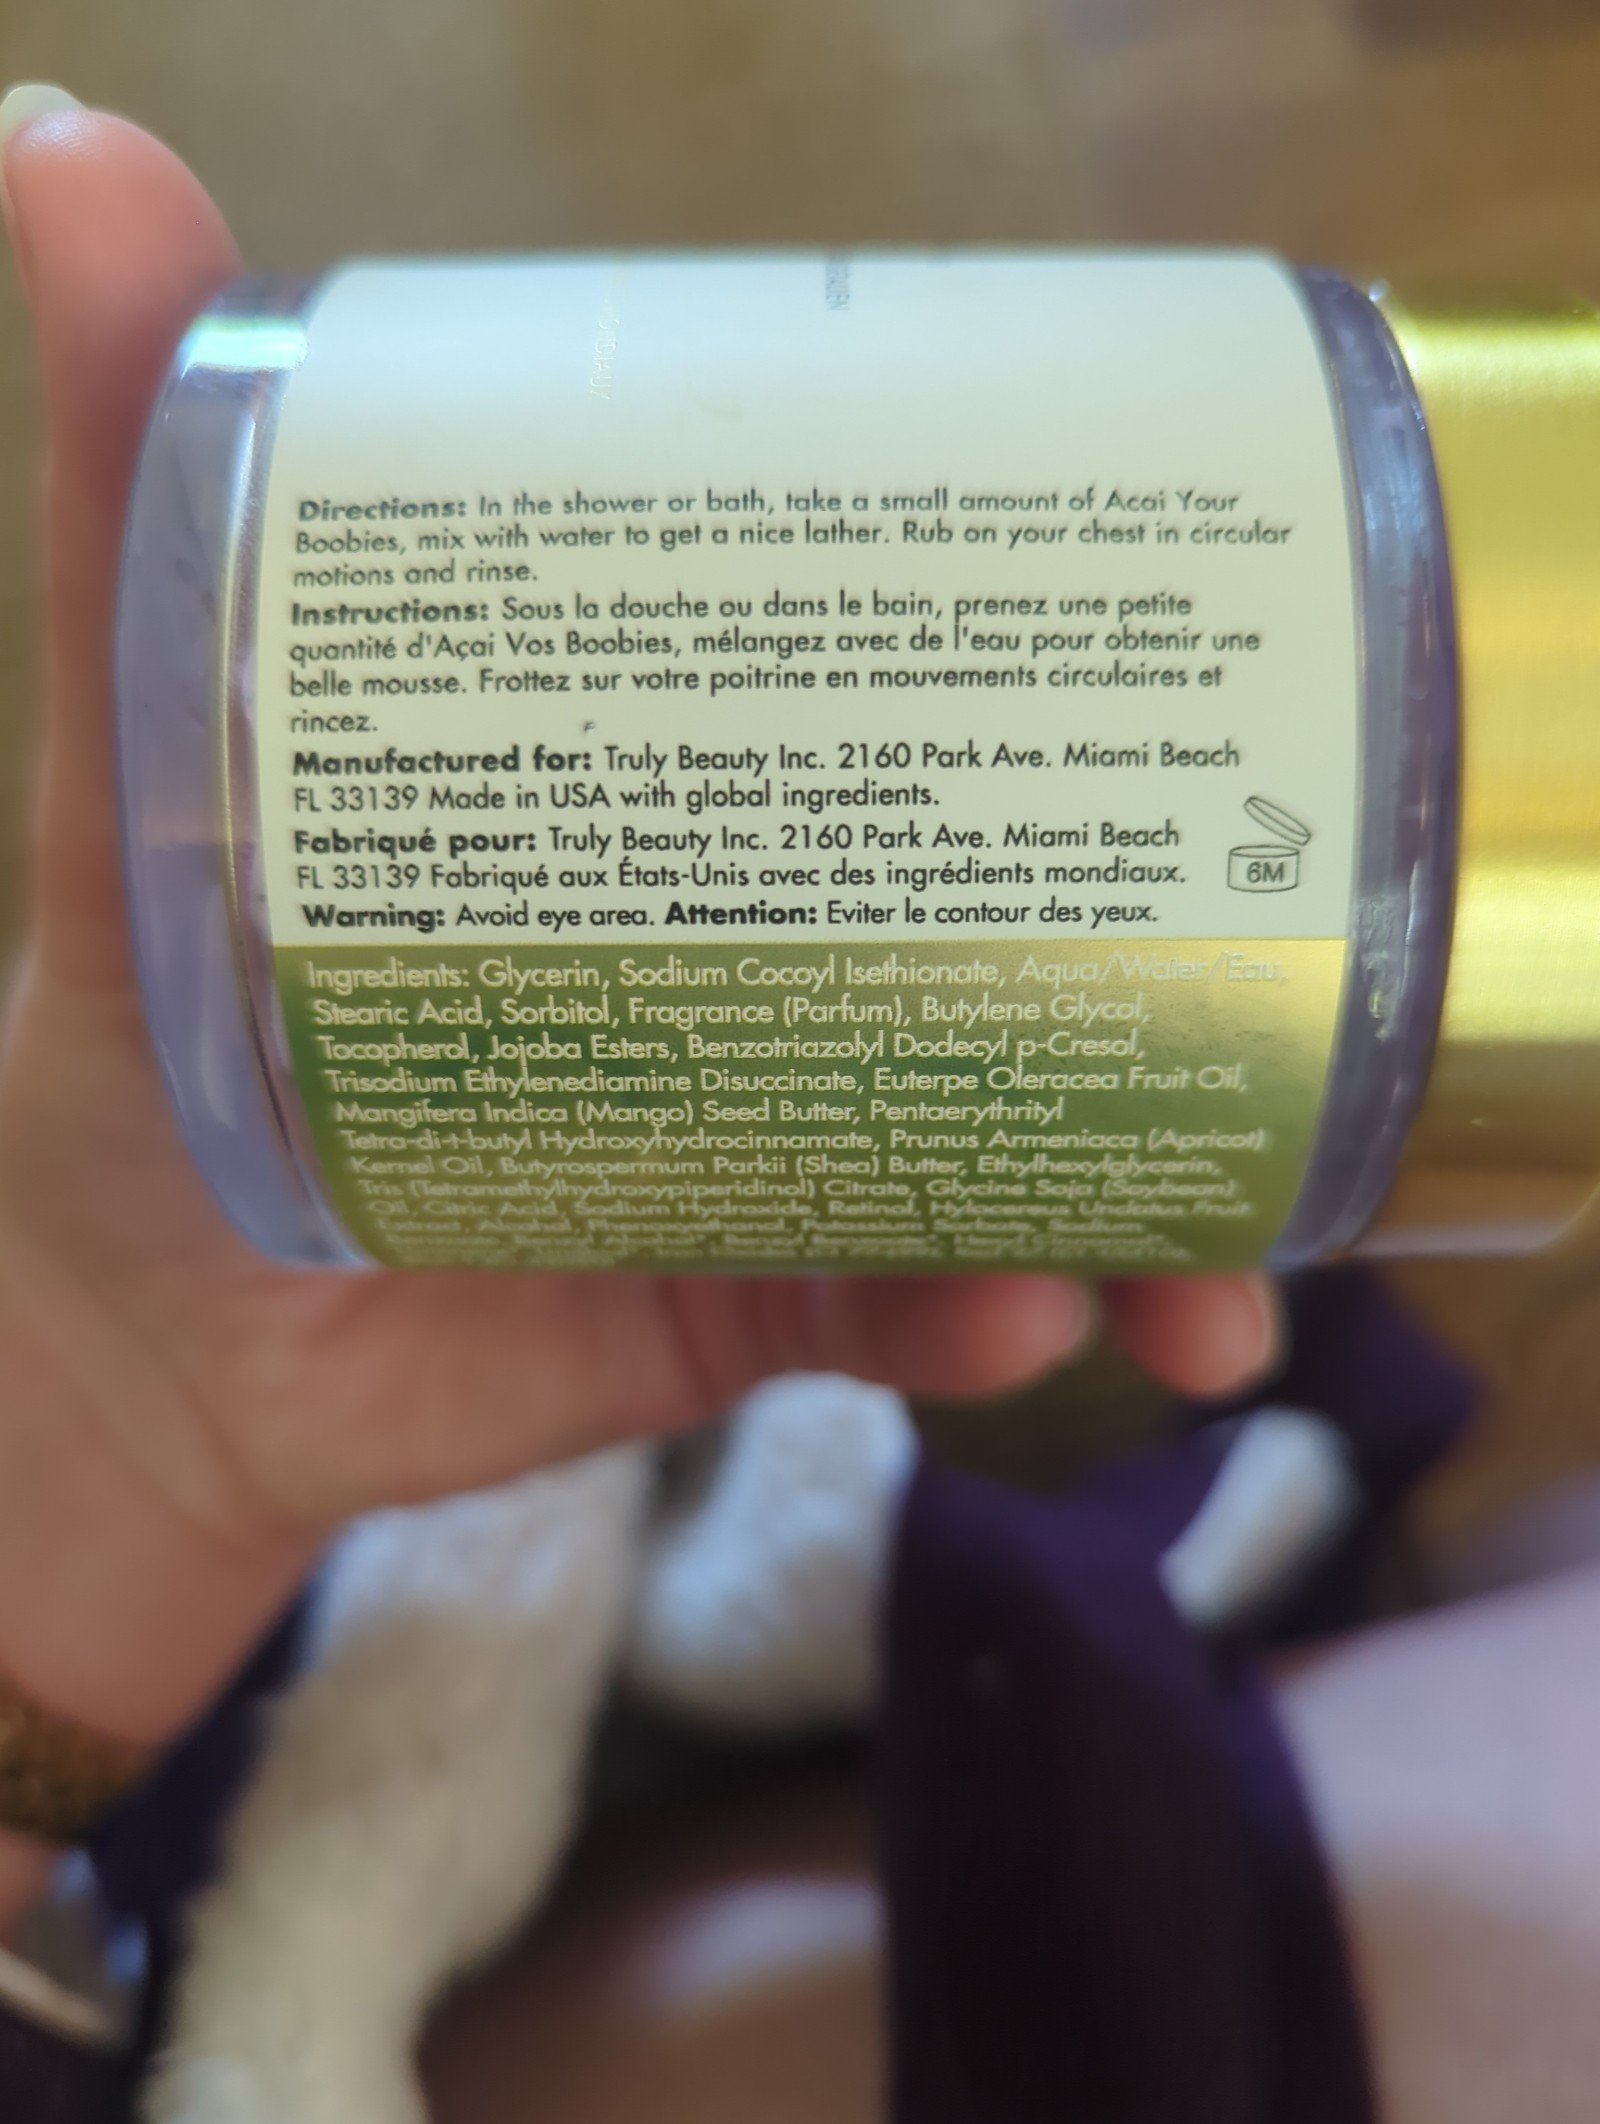 Directions: In the shower or bath, take a small amount of Acai Your
Boobies, mix with water to get a nice lather. Rub on your chest in circular
motions and rinse.
Instructions: Sous la douche ou dans le bain, prenez une petite
quantité d'Açai Vos Boobies, mélangez avec de l'eau pour obtenir une
belle mousse. Frottez sur votre poitrine en mouvements circulaires et
rincez.
Manufactured for: Truly Beauty Inc. 2160 Park Ave. Miami Beach
FL 33139 Made in USA with global ingredients.
Fabriqué pour: Truly Beauty Inc. 2160 Park Ave. Miami Beach
FL 33139 Fabriqué aux États-Unis avec des ingrédients mondiaux.
6M
Warning: Avoid eye area. Attention: Eviter le contour des yeux.
Ingredients: Glycerin, Sodium Cocoyl Isethionate, Aqua/Water/Eau,
Stearic Acid, Sorbitol, Fragrance (Parfum), Butylene Glycol,
Tocopherol, Jojoba Esters, Benzotriazolyl Dodecyl p-Cresol,
Trisodium Ethylenediamine Disuccinate, Euterpe Oleracea Fruit Oil,
Mangifera Indica (Mango) Seed Butter, Pentaerythrityl
Tetra-di-t-butyl Hydroxyhydrocinnamate, Prunus Armeniaca (Apricot)
Kernel Oil, Butyrospermum Parkii (Shea) Butter, Ethylhexylglycerin,
Tris (Tetramethylhydroxypiperidinol) Citrate, Glycine Soja (Soybean)
Oil, Citric Acid, Sodium Hydroxide, Retinol, Hylocereus Undatus Fruit
Extract, Alcohol, Phenoxyethanol, Potassium Sorbate, Sodium
Benzoate, Benzyl Alcohol*, Benzyl Benzoate*, Hexyl Cinnamal*,